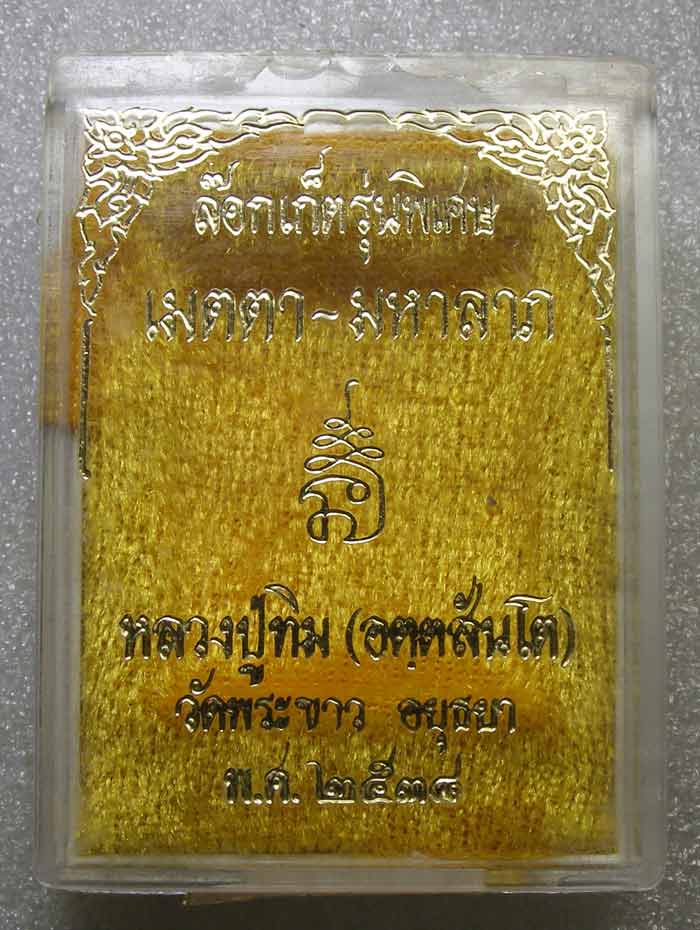 ล๊อกเก็ตรุ่นพิเศษ
เมตตา~มหาลาภ
หลวงปู่ทิม (อตฺตสันโต)
วัดพระขาว อยุธยา
พ.ศ. ๒๕๓๘